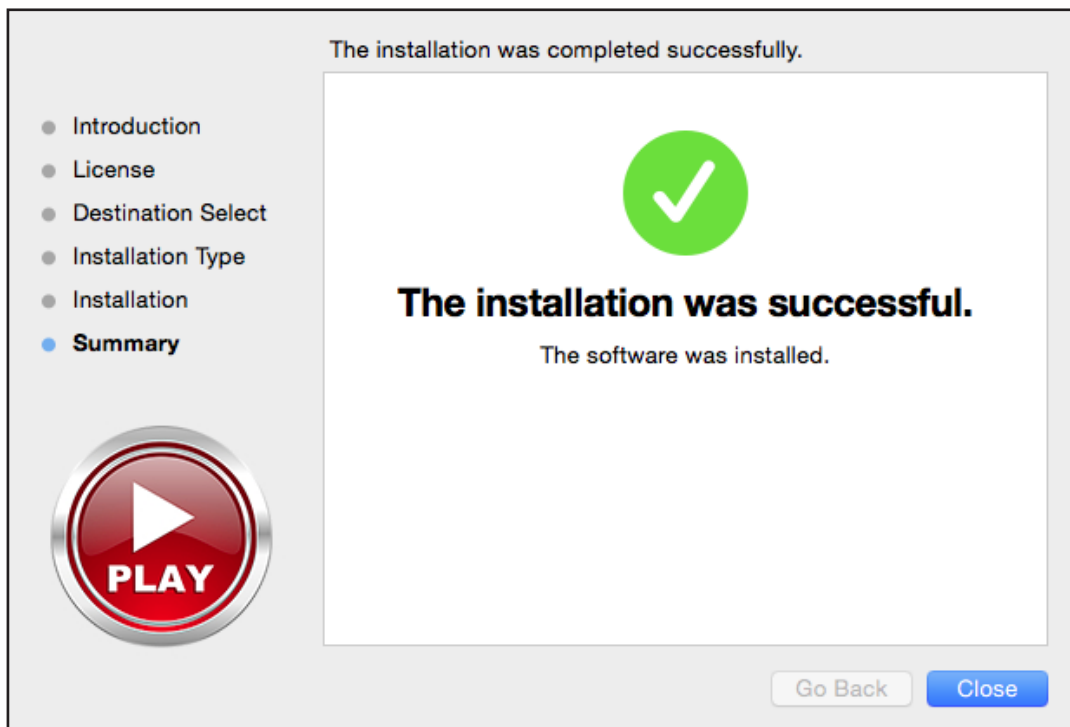 The installation was completed successfully.
Introduction
License
Destination Select
Installation Type
Installation
Summary
PLAY
The installation was successful.
The software was installed.
Go Back
Close